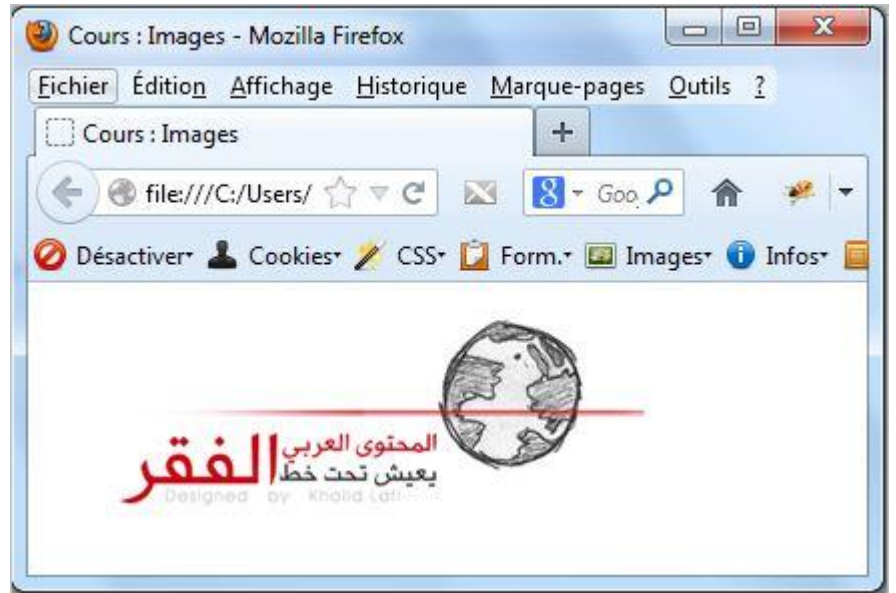 Cours : Images - Mozilla Firefox
Fichier Édition Affichage Historique Marque-pages Outils ?
Cours : Images
file:///C:/Users/ 8 Goo
Désactiver Cookies CSS Form. Images Infos
المحتوى العربي
يعيش تحت خط الفقر
Designed by Khalid Lafi